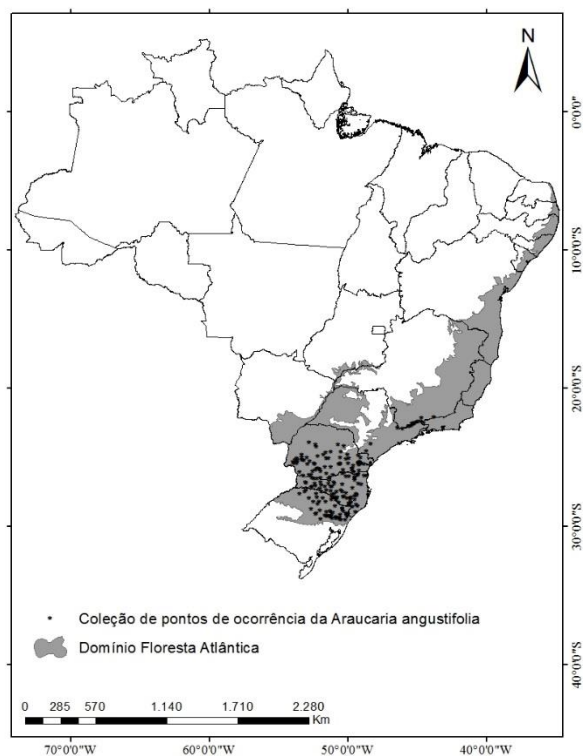 N
0°0'0"
10°0'0"S
20°0'0"S
30°0'0"S
40°0'0"S
Coleção de pontos de ocorrência da Araucaria angustifolia
Domínio Floresta Atlântica
0 285 570 1.140 1.710 2.280
Km
70°0'0"W 60°0'0"W 50°0'0"W 40°0'0"W